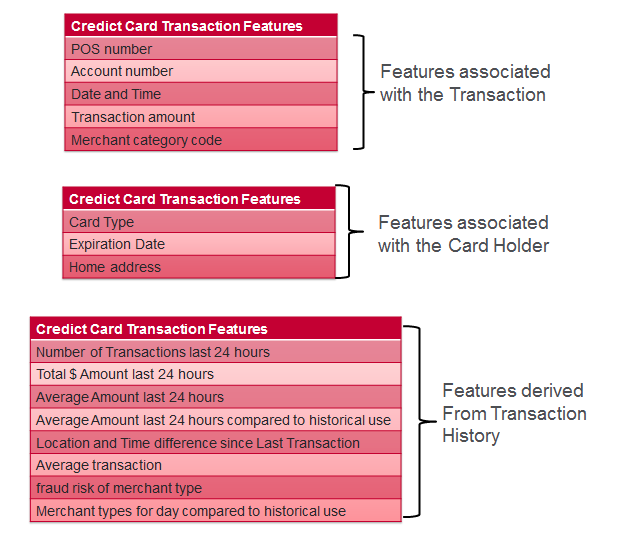 Credict Card Transaction Features
POS number
Account number
Date and Time
Transaction amount
Merchant category code
Features associated
with the Transaction
Credict Card Transaction Features
Card Type
Expiration Date
Home address
Features associated
with the Card Holder
Credict Card Transaction Features
Number of Transactions last 24 hours
Total $ Amount last 24 hours
Average Amount last 24 hours
Average Amount last 24 hours compared to historical use
Location and Time difference since Last Transaction
Average transaction
fraud risk of merchant type
Merchant types for day compared to historical use
Features derived
From Transaction
History